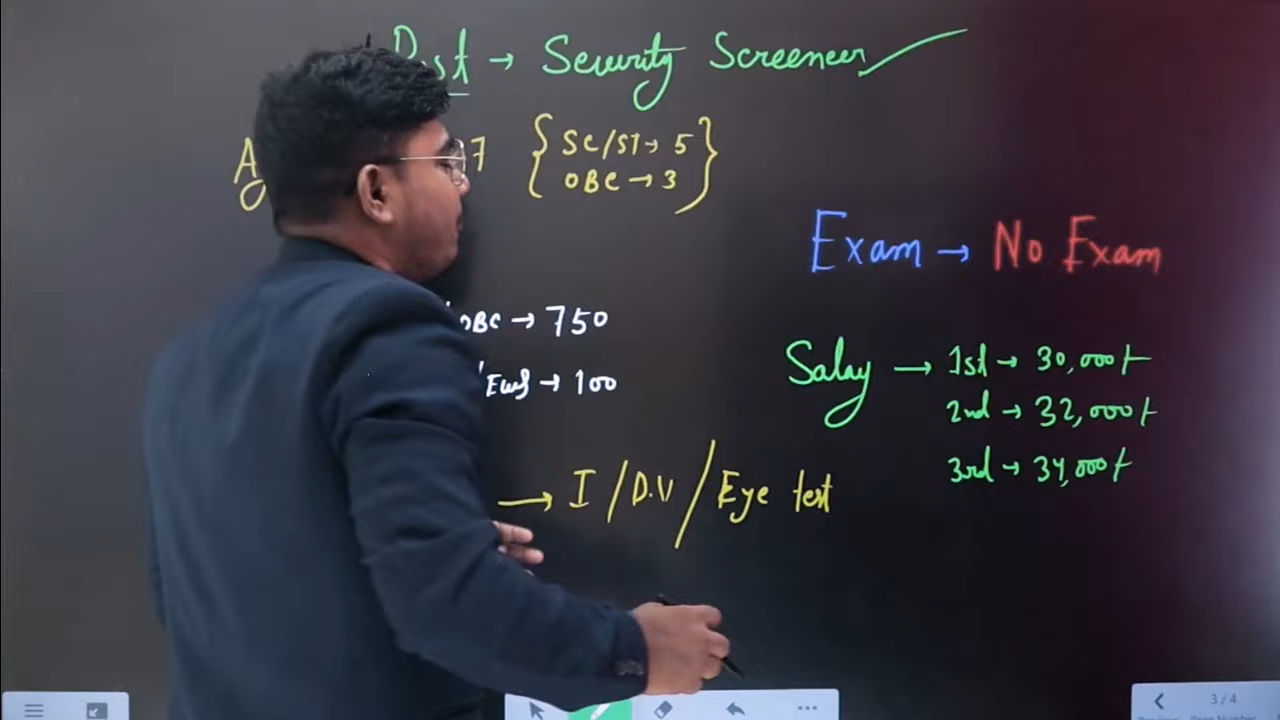 Post → Security Screener
7 { SC/ST → 5
OBC → 3 }
Exam → No Exam
OBC → 750
/Ews → 100
Salay → 1st → 30,000/-
2nd → 32,000/-
3rd → 34,000/-
→ I / D.V / Eye test
3 / 4